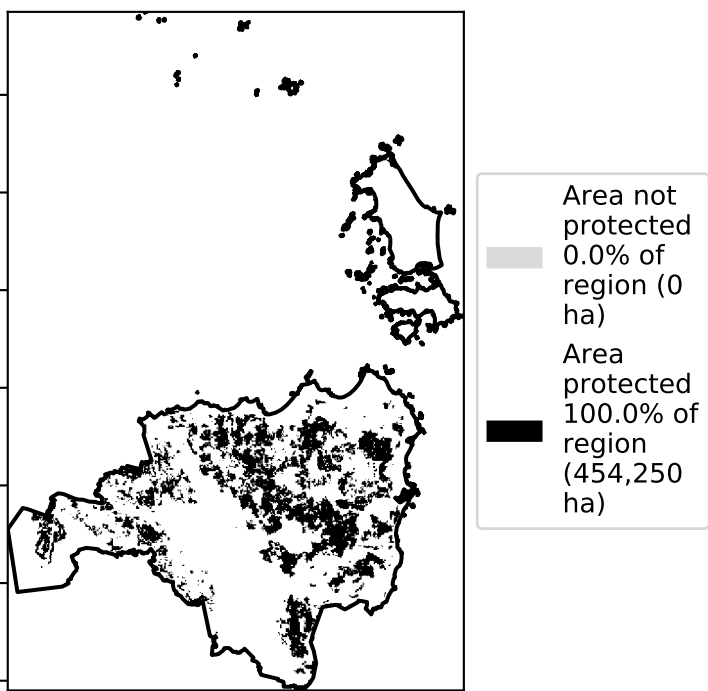 Area not
protected
0.0% of
region (0
ha)
Area
protected
100.0% of
region
(454,250
ha)